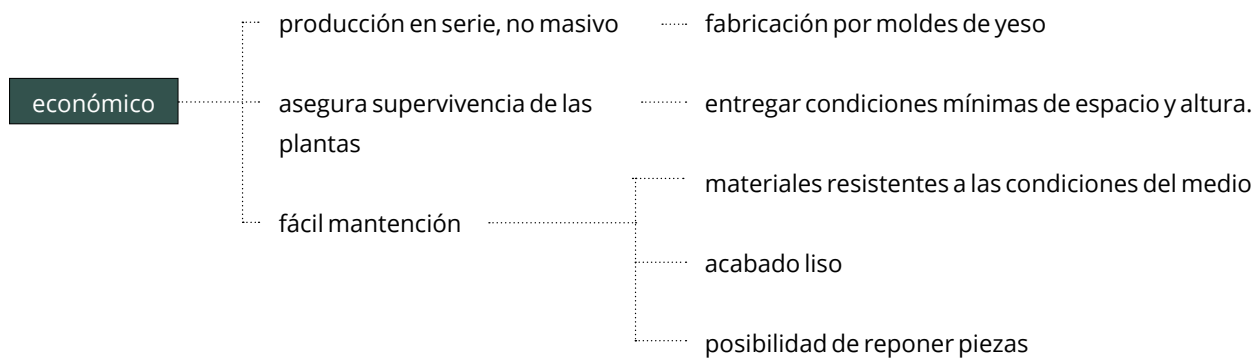 producción en serie, no masivo
fabricación por moldes de yeso
económico
asegura supervivencia de las
plantas
entregar condiciones mínimas de espacio y altura.
materiales resistentes a las condiciones del medio
fácil mantención
acabado liso
posibilidad de reponer piezas